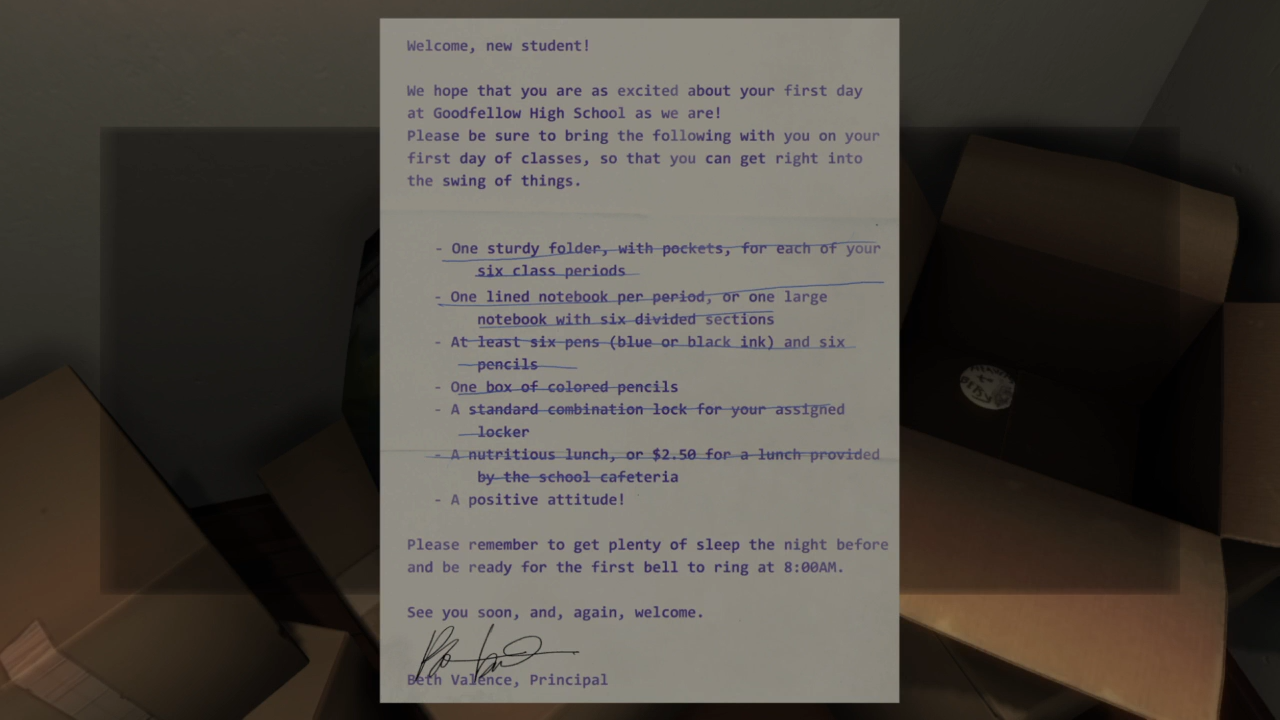 Welcome, new student!
We hope that you are as excited about your first day
at Goodfellow High School as we are!
Please be sure to bring the following with you on your
first day of classes, so that you can get right into
the swing of things.
- One sturdy folder, with pockets, for each of your
six class periods
- One lined notebook per period, or one large
notebook with six divided sections
- At least six pens (blue or black ink) and six
pencils
- One box of colored pencils
- A standard combination lock for your assigned
locker
- A nutritious lunch, or $2.50 for a lunch provided
by the school cafeteria
- A positive attitude!
Please remember to get plenty of sleep the night before
and be ready for the first bell to ring at 8:00AM.
See you soon, and, again, welcome.
Beth Valence, Principal